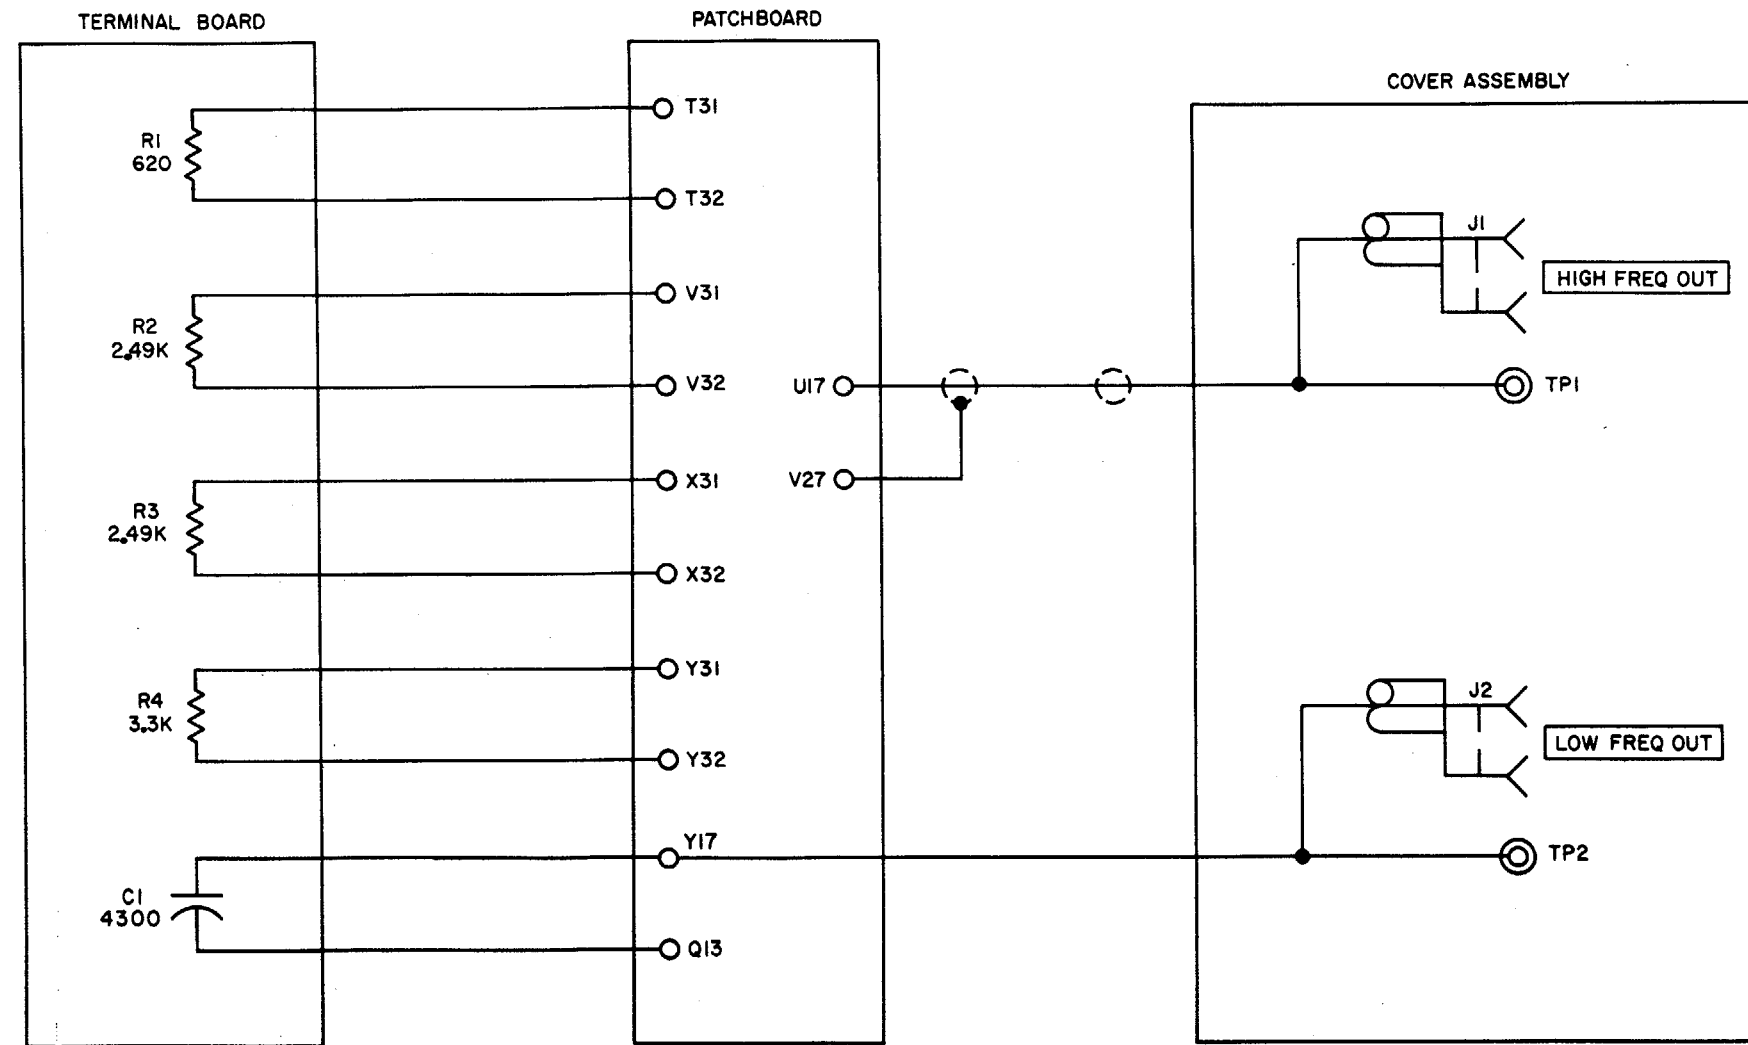 TERMINAL BOARD
PATCHBOARD
COVER ASSEMBLY
R1
620
T31
T32
R2
2.49K
V31
V32
R3
2.49K
X31
X32
R4
3.3K
Y31
Y32
C1
4300
Y17
Q13
U17
V27
J1
HIGH FREQ OUT
TP1
J2
LOW FREQ OUT
TP2